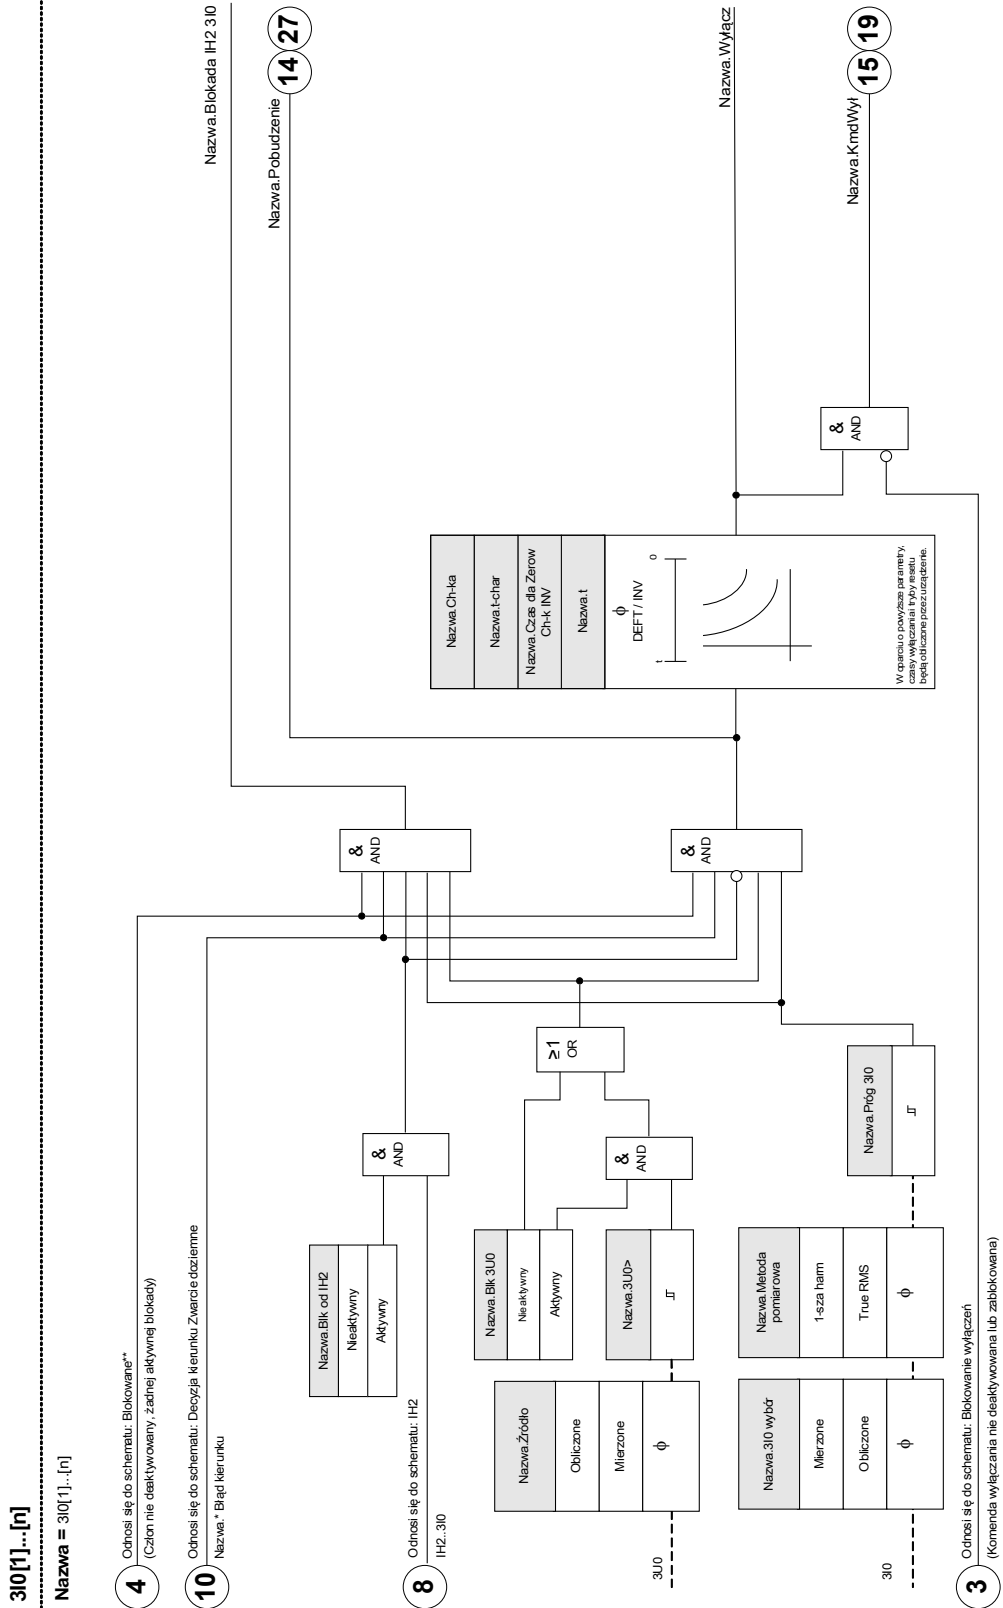 3I0[1]...[n]
Nazwa = 3I0[1]...[n]
4
Odnosi się do schematu: Blokowane**
(Człon nie deaktywowany, żadnej aktywnej blokady)
10
Odnosi się do schematu: Decyzja kierunku Zwarcie doziemne
Nazwa.* Błąd kierunku
Nazwa.Blk od IH2
Nieaktywny
Aktywny
8
Odnosi się do schematu: IH2
IH2..3I0
&
AND
Nazwa.Źródło
Obliczone
Mierzone
ϕ
3U0
Nazwa.Blk 3U0
Nieaktywny
Aktywny
Nazwa.3U0>
&
AND
≥1
OR
Nazwa.3I0 wybór
Mierzone
Obliczone
ϕ
3I0
Nazwa.Metoda
pomiarowa
1-sza harm
True RMS
ϕ
Nazwa.Próg 3I0
3
Odnosi się do schematu: Blokowanie wyłączeń
(Komenda wyłączania nie deaktywowana lub zablokowana)
&
AND
&
AND
Nazwa.Ch-ka
Nazwa.t-char
Nazwa.Czas dla Zerow
Ch-k INV
Nazwa.t
ϕ
DEFT / INV
t
0
W oparciu o powyższe parametry,
czasy wyłączania i tryby resetu
będą obliczone przez urządzenie.
&
AND
Nazwa.Blokada IH2 3I0
Nazwa.Pobudzenie
14
27
Nazwa.Wyłącz
Nazwa.KmdWył
15
19